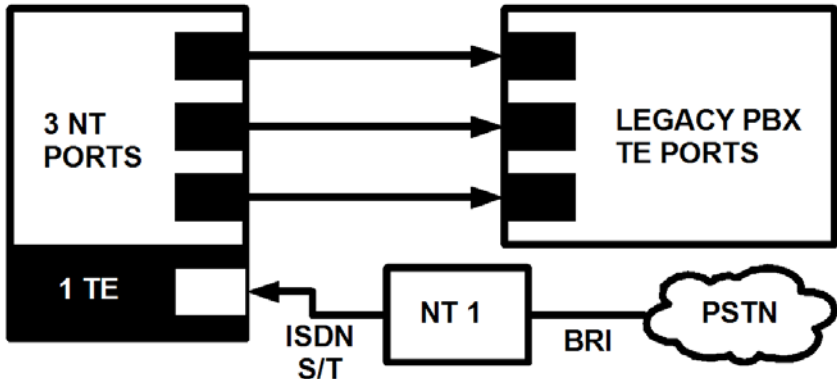 3 NT
PORTS
LEGACY PBX
TE PORTS
1 TE
ISDN
S/T
NT 1
BRI
PSTN